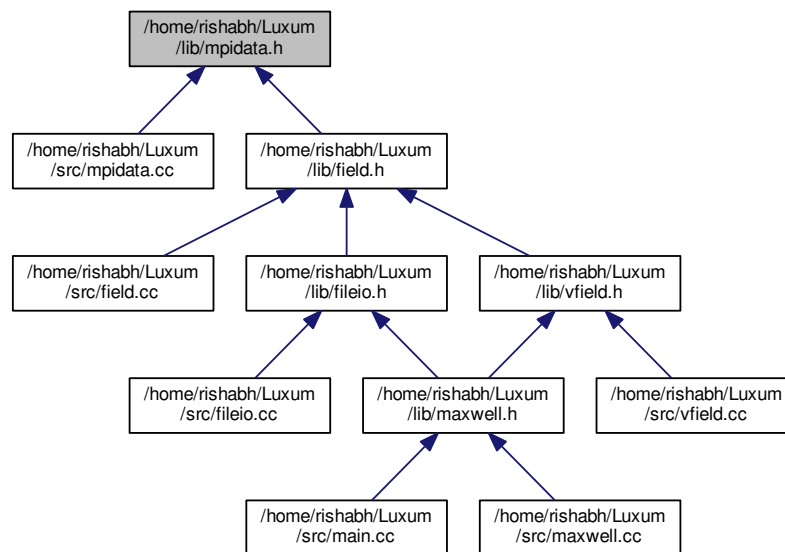 /home/rishabh/Luxum
/lib/mpidata.h
/home/rishabh/Luxum
/src/mpidata.cc
/home/rishabh/Luxum
/lib/field.h
/home/rishabh/Luxum
/src/field.cc
/home/rishabh/Luxum
/lib/fileio.h
/home/rishabh/Luxum
/lib/vfield.h
/home/rishabh/Luxum
/src/fileio.cc
/home/rishabh/Luxum
/lib/maxwell.h
/home/rishabh/Luxum
/src/vfield.cc
/home/rishabh/Luxum
/src/main.cc
/home/rishabh/Luxum
/src/maxwell.cc